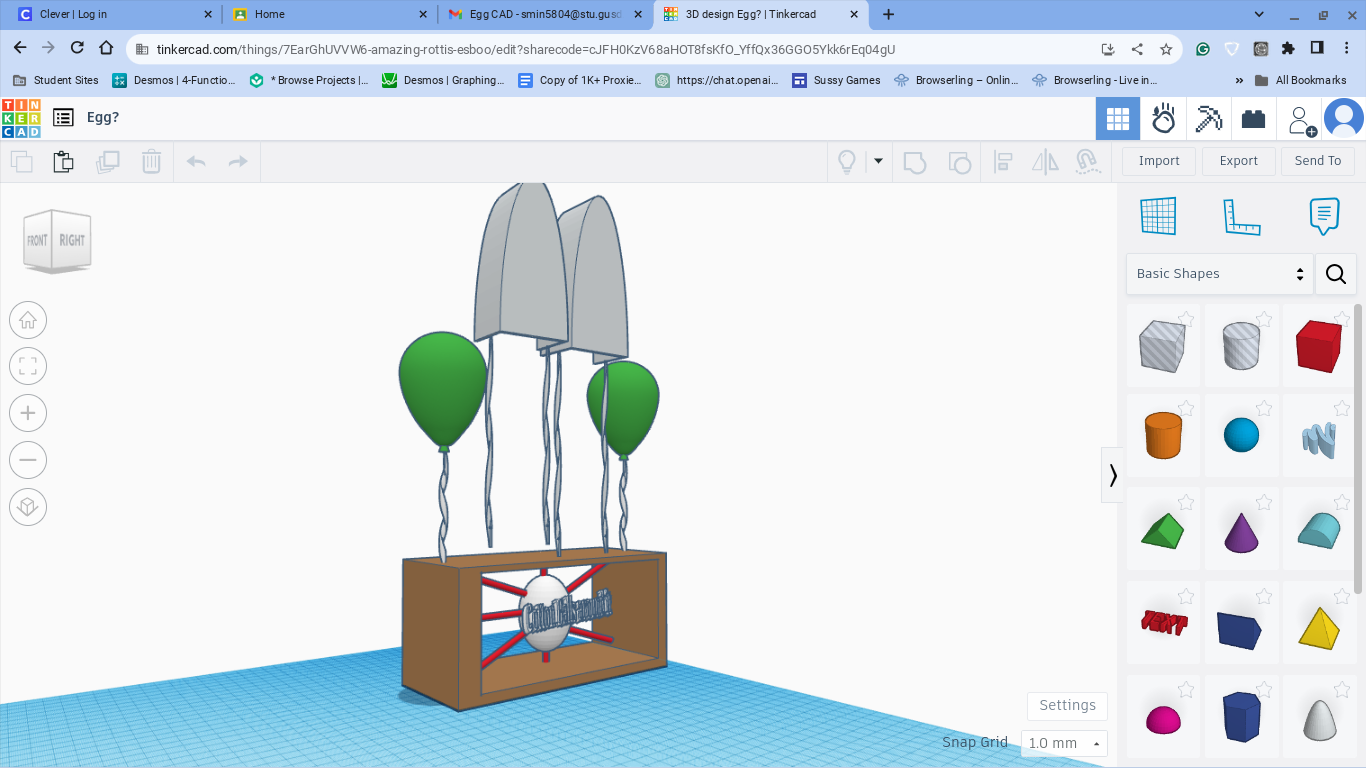 Clever | Log in
Home
Egg CAD - smin5804@stu.gusd
3D design Egg? | Tinkercad
tinkercad.com/things/7EarGhUVVW6-amazing-rottis-esboo/edit?sharecode=cJFH0KzV68aHOT8fsKfO_YffQx36GGO5Ykk6rEq04gU
Student Sites
Desmos | 4-Functio...
* Browse Projects |...
Desmos | Graphing...
Copy of 1K+ Proxie...
https://chat.openai...
Sussy Games
Browserling – Onlin...
Browserling - Live in...
»
All Bookmarks
TIN
KER
CAD
Egg?
Import
Export
Send To
FRONT
RIGHT
Basic Shapes
TEXT
Settings
Snap Grid
1.0 mm